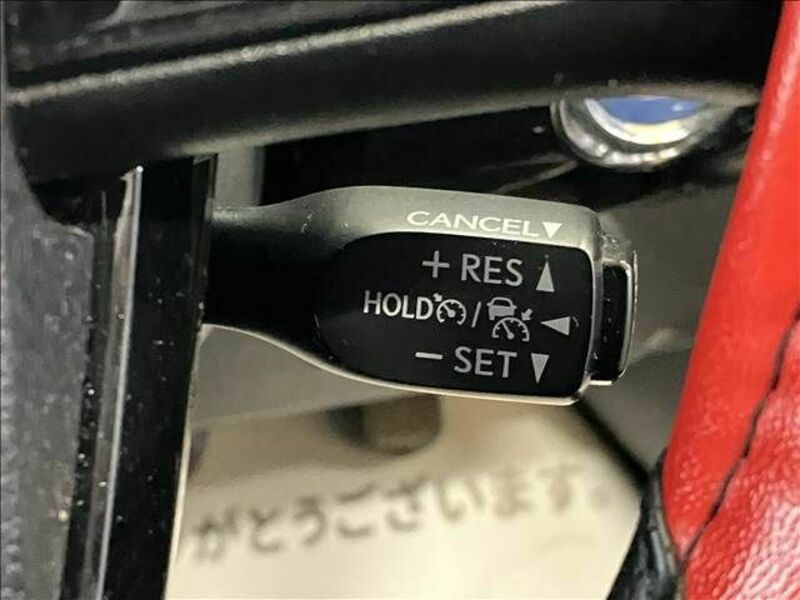 CANCEL▼
+ RES ▲
HOLD / ◀
− SET ▼
がとうございます。